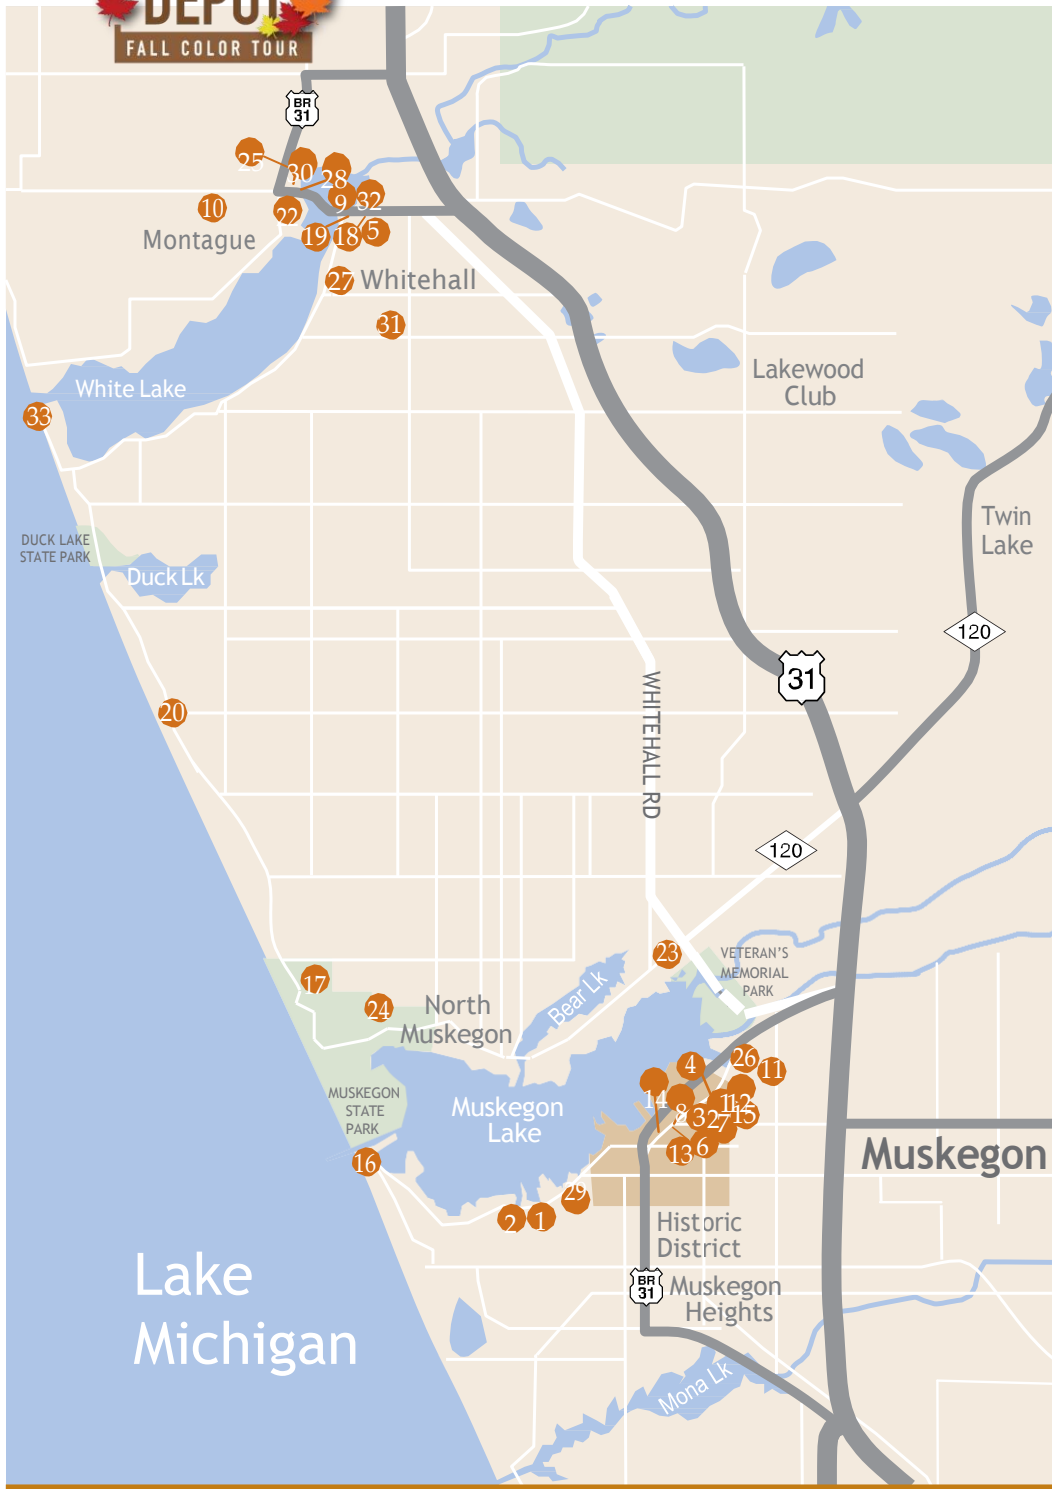 DEPOT
FALL COLOR TOUR
BR
31
25
30
28
10
22
9
32
19
18
5
Montague
27
Whitehall
31
Lakewood
Club
White Lake
33
Twin
Lake
DUCK LAKE
STATE PARK
Duck Lk
120
WHITEHALL RD
31
20
120
23
VETERAN'S
MEMORIAL
PARK
17
24
North
Muskegon
Bear Lk
4
26
11
14
8
12
15
3
7
13
6
MUSKEGON
STATE
PARK
Muskegon
Lake
Muskegon
16
29
2
1
Historic
District
Lake
Michigan
BR
31
Muskegon
Heights
Mona Lk